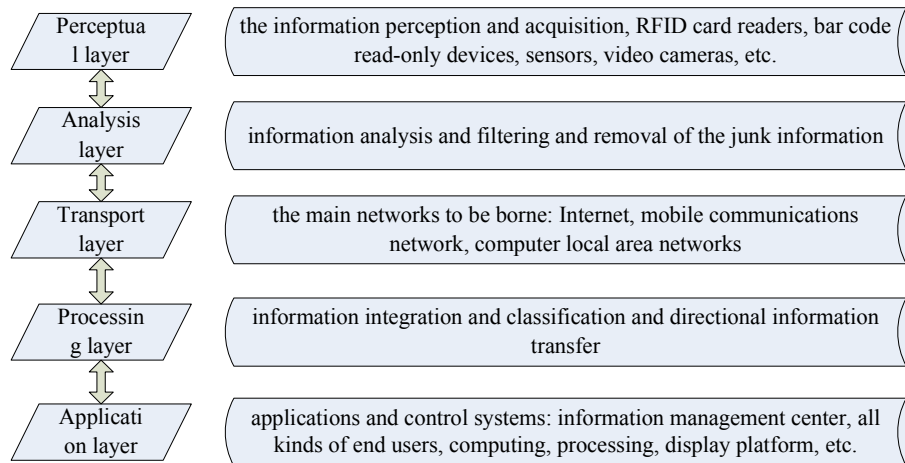 Perceptua
l layer
the information perception and acquisition, RFID card readers, bar code
read-only devices, sensors, video cameras, etc.
Analysis
layer
information analysis and filtering and removal of the junk information
Transport
layer
the main networks to be borne: Internet, mobile communications
network, computer local area networks
Processin
g layer
information integration and classification and directional information
transfer
Applicati
on layer
applications and control systems: information management center, all
kinds of end users, computing, processing, display platform, etc.